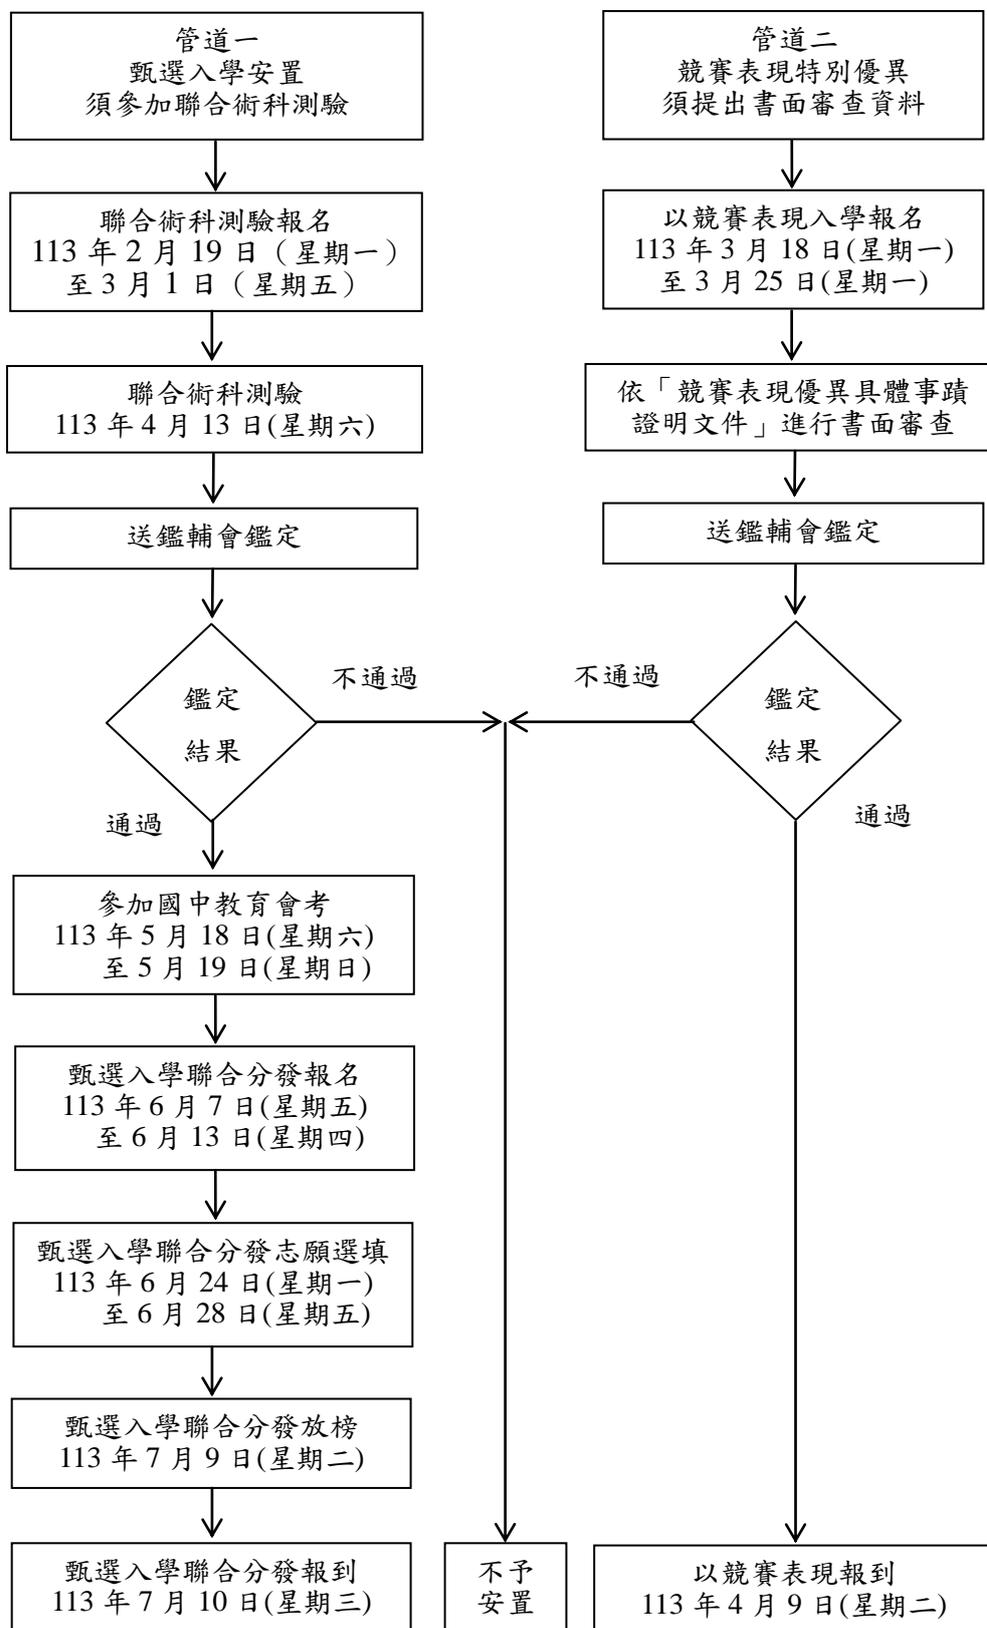 管道一
甄選入學安置
須參加聯合術科測驗
聯合術科測驗報名
113 年 2 月 19 日（星期一）
至 3 月 1 日（星期五）
聯合術科測驗
113 年 4 月 13 日(星期六)
送鑑輔會鑑定
鑑定
結果
不通過
通過
參加國中教育會考
113 年 5 月 18 日(星期六)
至 5 月 19 日(星期日)
甄選入學聯合分發報名
113 年 6 月 7 日(星期五)
至 6 月 13 日(星期四)
甄選入學聯合分發志願選填
113 年 6 月 24 日(星期一)
至 6 月 28 日(星期五)
甄選入學聯合分發放榜
113 年 7 月 9 日(星期二)
甄選入學聯合分發報到
113 年 7 月 10 日(星期三)
不予
安置
管道二
競賽表現特別優異
須提出書面審查資料
以競賽表現入學報名
113 年 3 月 18 日(星期一)
至 3 月 25 日(星期一)
依「競賽表現優異具體事蹟
證明文件」進行書面審查
送鑑輔會鑑定
鑑定
結果
不通過
通過
以競賽表現報到
113 年 4 月 9 日(星期二)